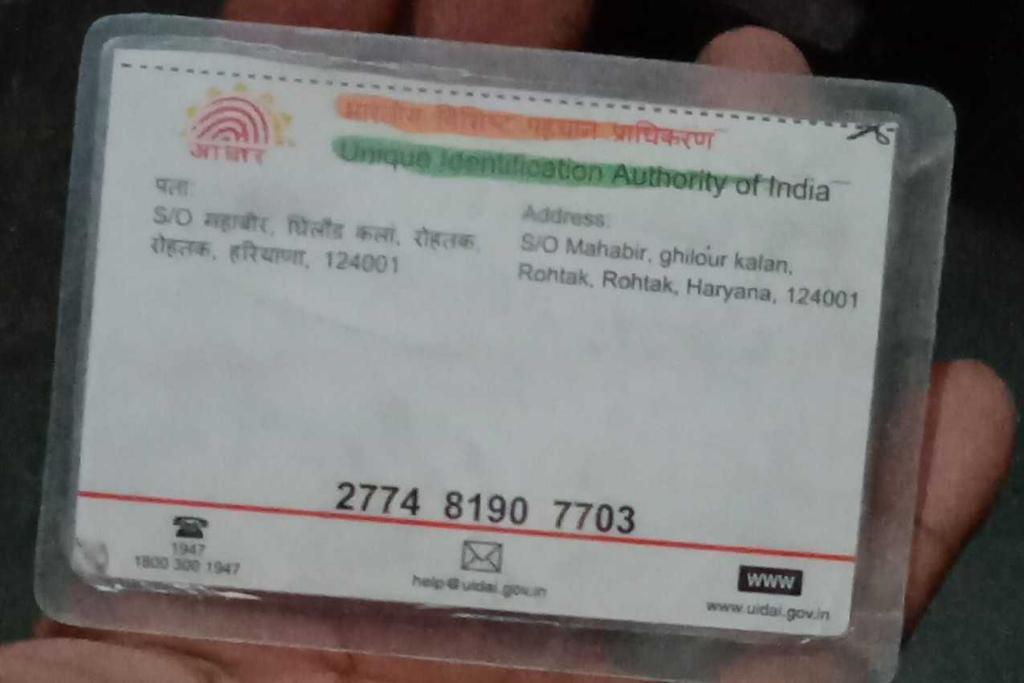 आधार
भारतीय विशिष्ट पहचान प्राधिकरण
Unique Identification Authority of India
पता:
S/O महाबीर, घिलौड कलां, रोहतक,
रोहतक, हरियाणा, 124001
Address:
S/O Mahabir, ghilour kalan,
Rohtak, Rohtak, Haryana, 124001
2774 8190 7703
1947
1800 300 1947
help@uidai.gov.in
www
www.uidai.gov.in